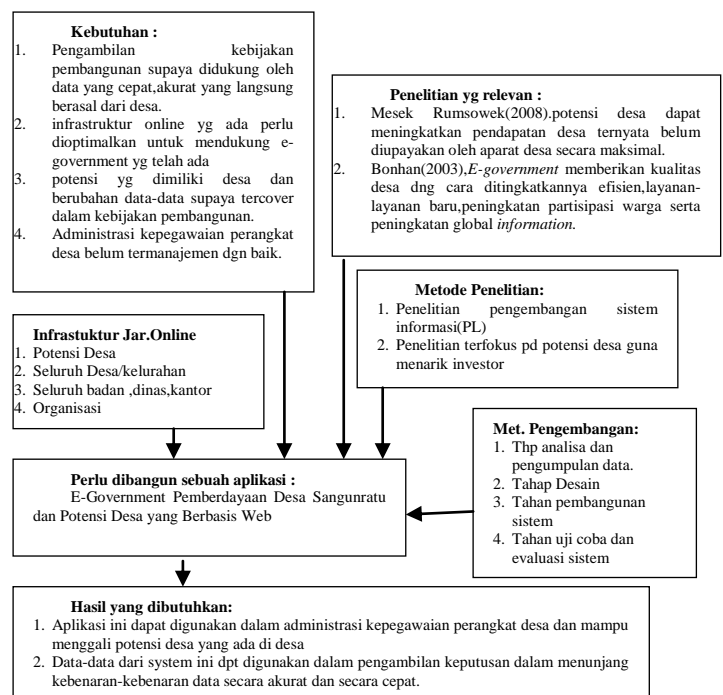 Kebutuhan :
1. Pengambilan kebijakan
pembangunan supaya didukung oleh
data yang cepat,akurat yang langsung
berasal dari desa.
2. infrastruktur online yg ada perlu
dioptimalkan untuk mendukung e-
government yg telah ada
3. potensi yg dimiliki desa dan
berubahan data-data supaya tercover
dalam kebijakan pembangunan.
4. Administrasi kepegawaian perangkat
desa belum termanajemen dgn baik.
Penelitian yg relevan :
1. Mesek Rumsowek(2008).potensi desa dapat
meningkatkan pendapatan desa ternyata belum
diupayakan oleh aparat desa secara maksimal.
2. Bonhan(2003),E-government memberikan kualitas
desa dng cara ditingkatkannya efisien,layanan-
layanan baru,peningkatan partisipasi warga serta
peningkatan global information.
Metode Penelitian:
1. Penelitian pengembangan sistem
informasi(PL)
2. Penelitian terfokus pd potensi desa guna
menarik investor
Infrastuktur Jar.Online
1. Potensi Desa
2. Seluruh Desa/kelurahan
3. Seluruh badan ,dinas,kantor
4. Organisasi
Met. Pengembangan:
1. Thp analisa dan
pengumpulan data.
2. Tahap Desain
3. Tahan pembangunan
sistem
4. Tahan uji coba dan
evaluasi sistem
Perlu dibangun sebuah aplikasi :
E-Government Pemberdayaan Desa Sangunratu
dan Potensi Desa yang Berbasis Web
Hasil yang dibutuhkan:
1. Aplikasi ini dapat digunakan dalam administrasi kepegawaian perangkat desa dan mampu
menggali potensi desa yang ada di desa
2. Data-data dari system ini dpt digunakan dalam pengambilan keputusan dalam menunjang
kebenaran-kebenaran data secara akurat dan secara cepat.